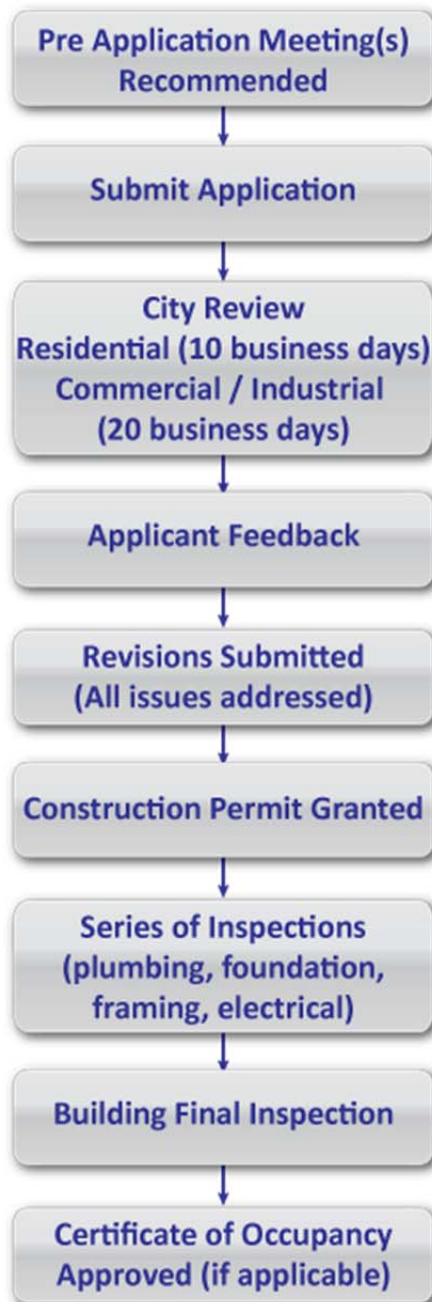 Pre Application Meeting(s)
Recommended
Submit Application
City Review
Residential (10 business days)
Commercial / Industrial
(20 business days)
Applicant Feedback
Revisions Submitted
(All issues addressed)
Construction Permit Granted
Series of Inspections
(plumbing, foundation,
framing, electrical)
Building Final Inspection
Certificate of Occupancy
Approved (if applicable)